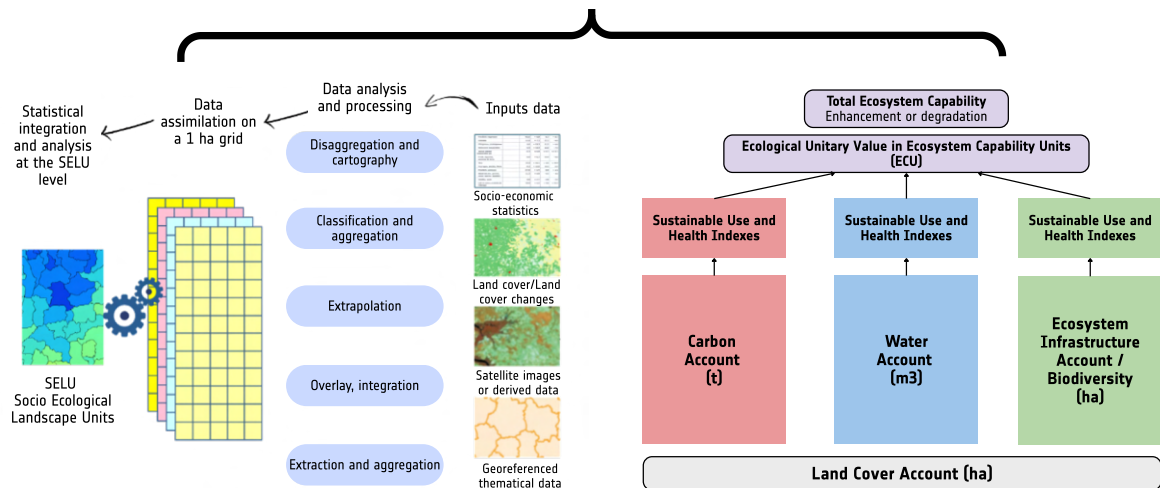 Statistical
integration
and analysis
at the SELU
level
Data
assimilation on
a 1 ha grid
Data analysis
and processing
Inputs data
Disaggregation and
cartography
Classification and
aggregation
Extrapolation
Overlay, integration
Extraction and aggregation
Socio-economic
statistics
Land cover/Land
cover changes
Satellite images
or derived data
Georeferenced
thematical data
SELU
Socio Ecological
Landscape Units
Total Ecosystem Capability
Enhancement or degradation
Ecological Unitary Value in Ecosystem Capability Units
(ECU)
Sustainable Use and
Health Indexes
Sustainable Use and
Health Indexes
Sustainable Use and
Health Indexes
Carbon
Account
(t)
Water
Account
(m3)
Ecosystem
Infrastructure
Account /
Biodiversity
(ha)
Land Cover Account (ha)